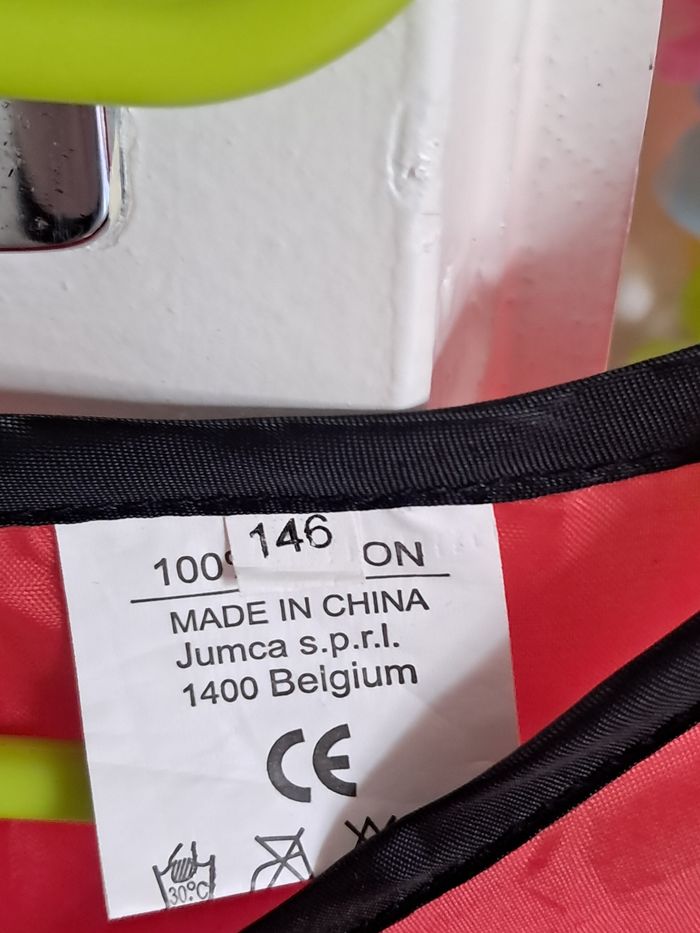 146
100% ON
MADE IN CHINA
Jumca s.p.r.l.
1400 Belgium
CE
30°C